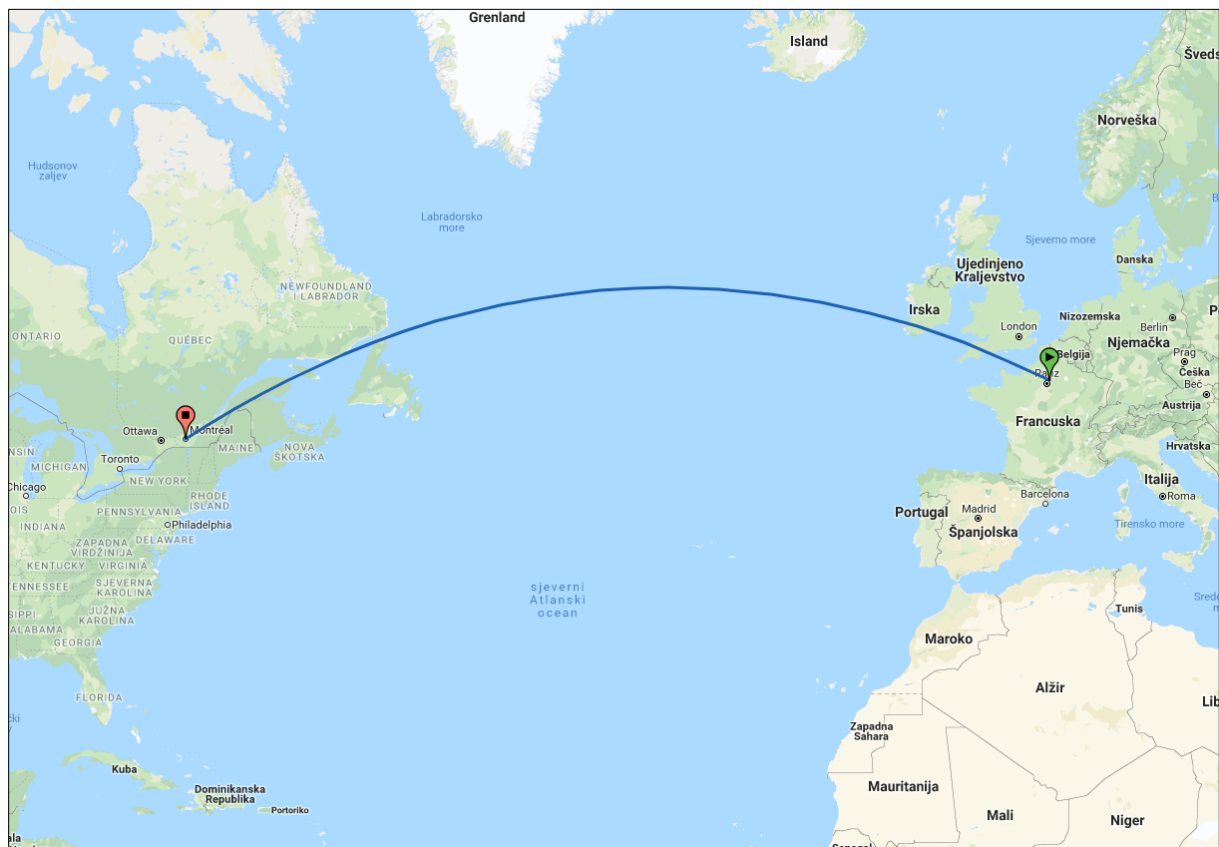 Grenland
Island
Šveds
Norveška
Hudsonov
zaljev
Labradorsko
more
Sjeverno more
Danska
Ujedinjeno
Kraljevstvo
NEWFOUNDLAND
I LABRADOR
Irska
Nizozemska
London
Berlin
ONTARIO
QUÉBEC
Njemačka
Belgija
Prag
Češka
Beč
Austrija
Francuska
Ottawa
Montréal
MAINE
NOVA
ŠKOTSKA
Hrvatska
Toronto
MICHIGAN
NEW YORK
Chicago
RHODE
ISLAND
Italija
Roma
Barcelona
PENNSYLVANIA
Portugal
Madrid
Španjolska
Tirensko more
INDIANA
Philadelphia
ZAPADNA
VIRDŽINIJA
DELAWARE
KENTUCKY
VIRGINIA
SJEVERNA
KAROLINA
sjeverni
Atlanski
ocean
JUŽNA
KAROLINA
ALABAMA
GEORGIA
Tunis
Maroko
Alžir
FLORIDA
Zapadna
Sahara
Kuba
Dominikanska
Republika
Portoriko
Mauritanija
Mali
Niger